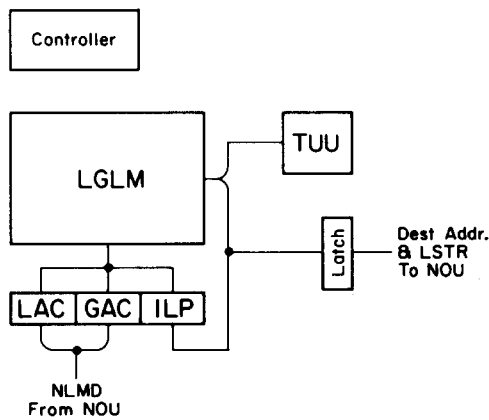 Controller
LGLM
TUU
Latch
Dest Addr.
& LSTR
To NOU
LAC GAC ILP
NLMD
From NOU